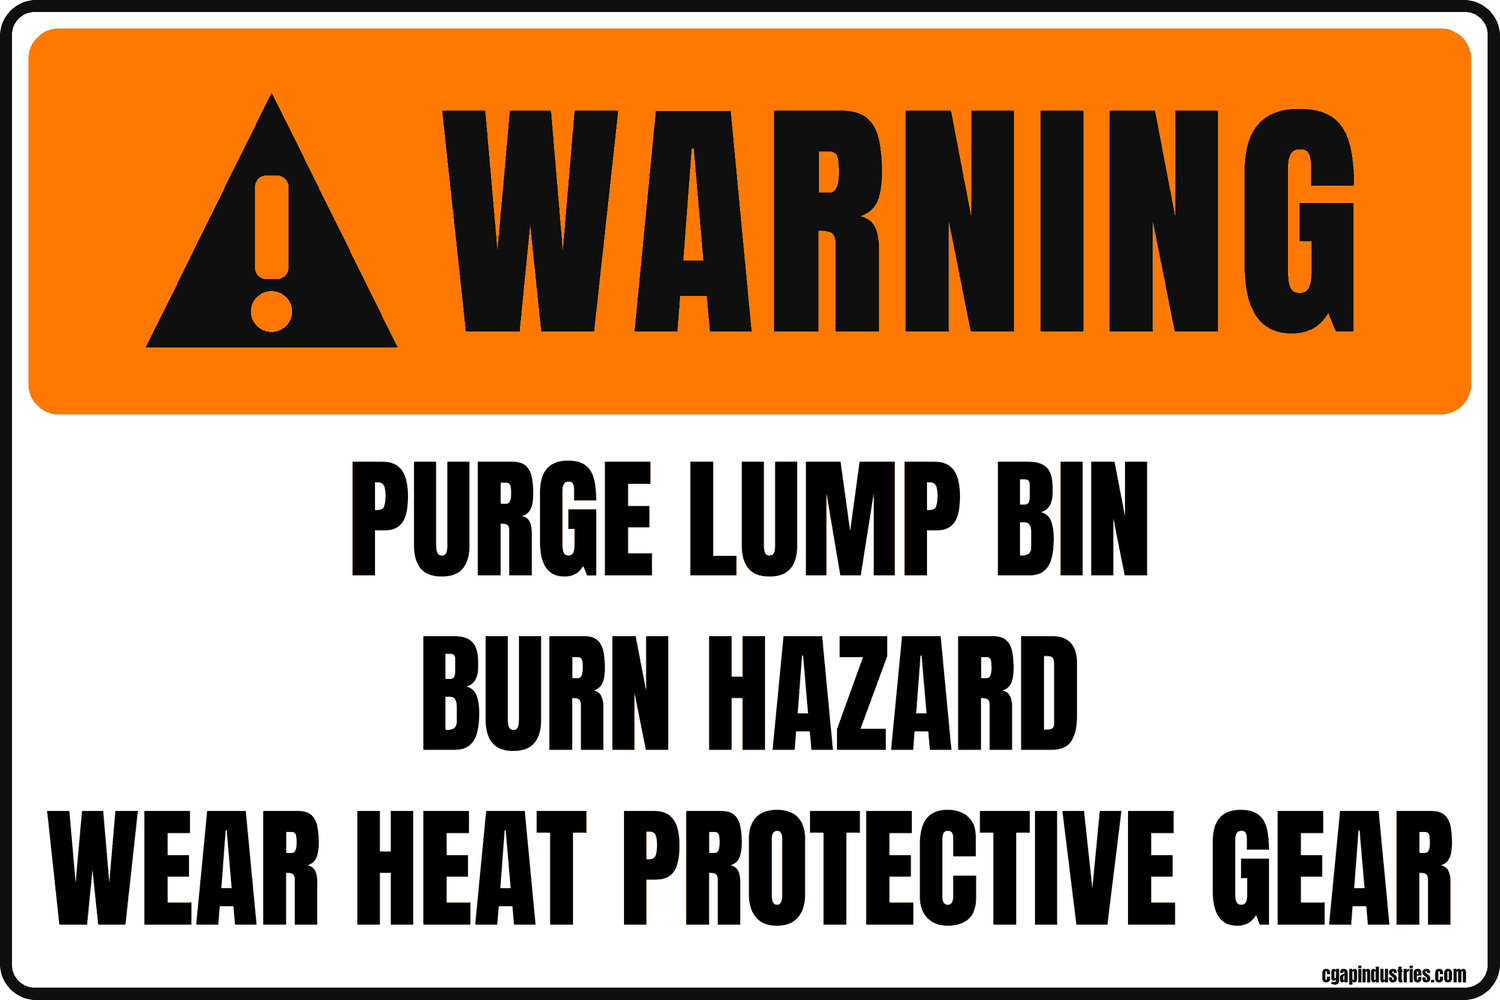 WARNING
PURGE LUMP BIN
BURN HAZARD
WEAR HEAT PROTECTIVE GEAR
cgapindustries.com